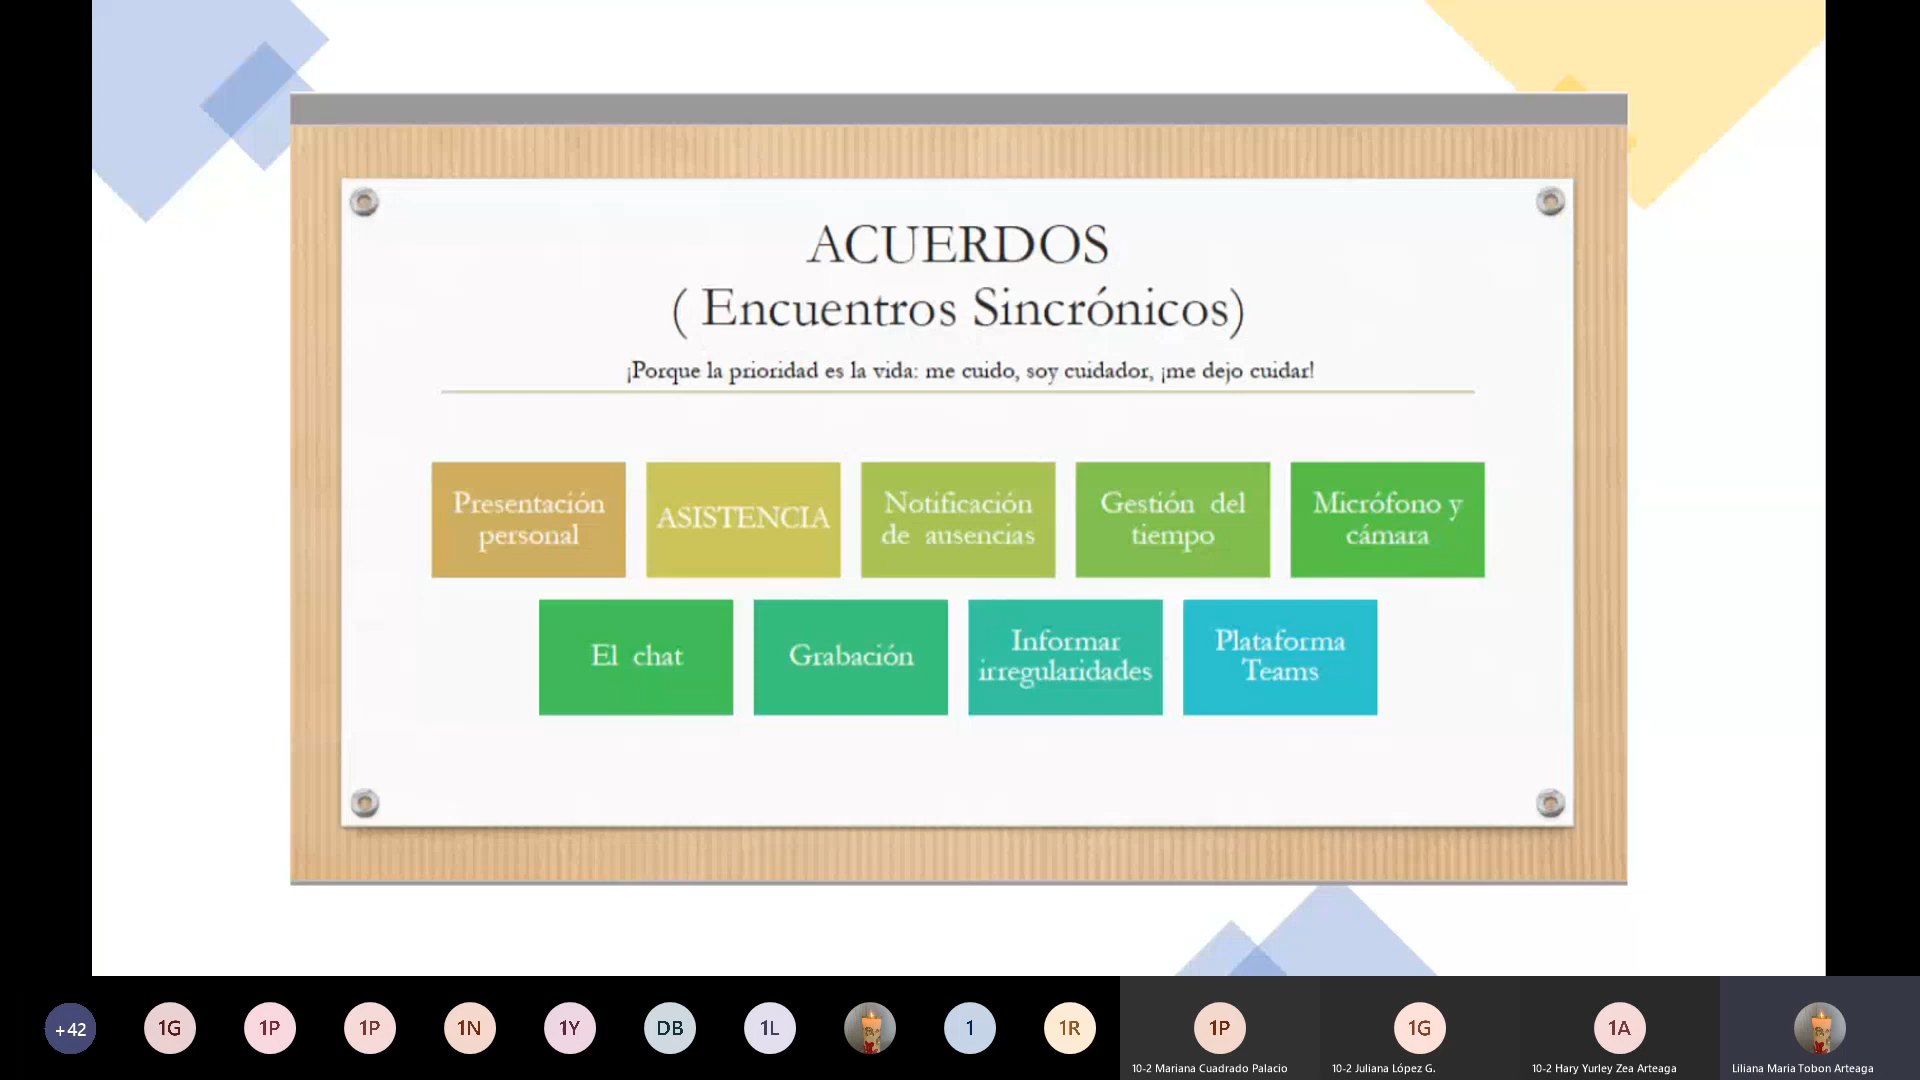 ACUERDOS
( Encuentros Sincrónicos)
¡Porque la prioridad es la vida: me cuido, soy cuidador, ¡me dejo cuidar!
Presentación
personal
ASISTENCIA
Notificación
de ausencias
Gestión del
tiempo
Micrófono y
cámara
El chat
Grabación
Informar
irregularidades
Plataforma
Teams
+42
1G
1P
1P
1N
1Y
DB
1L
1
1R
1P
10-2 Mariana Cuadrado Palacio
1G
10-2 Juliana López G.
1A
10-2 Hary Yurley Zea Arteaga
Liliana Maria Tobon Arteaga